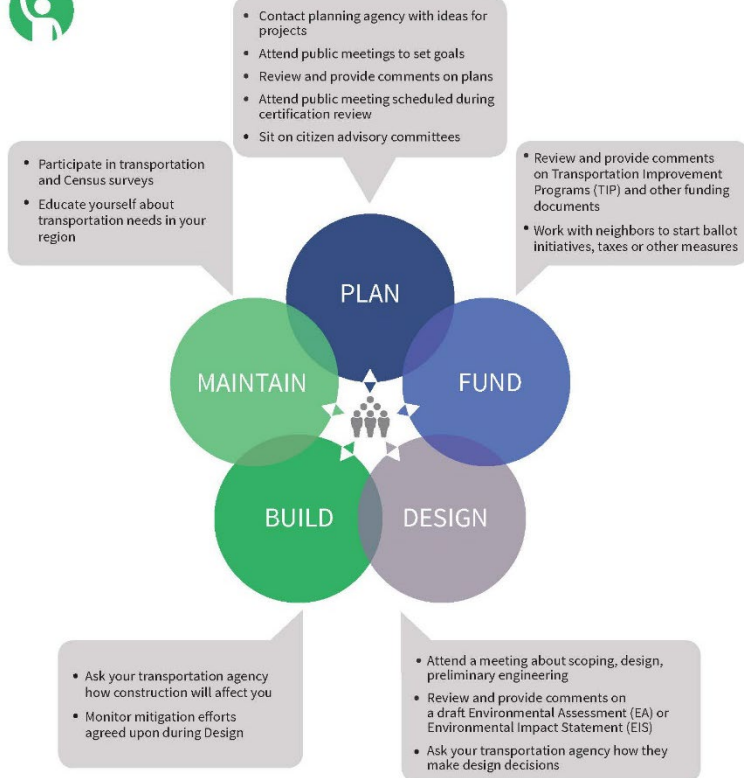 • Contact planning agency with ideas for
projects
• Attend public meetings to set goals
• Review and provide comments on plans
• Attend public meeting scheduled during
certification review
• Sit on citizen advisory committees
• Participate in transportation
and Census surveys
• Educate yourself about
transportation needs in your
region
• Review and provide comments
on Transportation Improvement
Programs (TIP) and other funding
documents
• Work with neighbors to start ballot
initiatives, taxes or other measures
PLAN
MAINTAIN
FUND
BUILD
DESIGN
• Ask your transportation agency
how construction will affect you
• Monitor mitigation efforts
agreed upon during Design
• Attend a meeting about scoping, design,
preliminary engineering
• Review and provide comments on
a draft Environmental Assessment (EA) or
Environmental Impact Statement (EIS)
• Ask your transportation agency how they
make design decisions